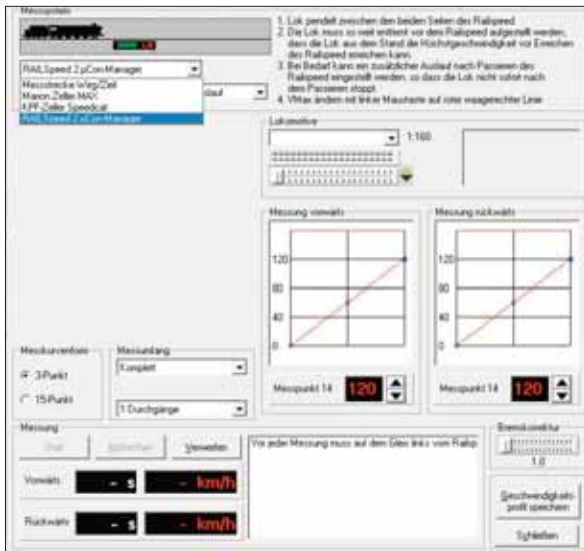 Messsystem
RAILSpeed 2 µCon-Manager
Messstrecke Weg/Zeit
Manon Zeller MAX
KPF-Zeller Speedcat
RAILSpeed 2 µCon-Manager
1. Lok pendelt zwischen den beiden Seiten des Railspeed
2. Die Lok muss so weit entfernt vor dem Railspeed aufgestellt werden,
dass die Lok aus dem Stand die Höchstgeschwindigkeit vor Erreichen
des Railspeed erreichen kann.
3. Bei Bedarf kann ein zusätzlicher Auslauf nach Passieren des
Railspeed eingestellt werden, so dass die Lok nicht sofort nach
dem Passieren stoppt.
4. VMax ändern mit linker Maustaste auf roter waagerechter Linie
Lokomotive
1:160
Messung vorwärts
120
80
40
0
Messpunkt 14 120
Messung rückwärts
120
80
40
0
Messpunkt 14 120
Messkurvenform
3-Punkt
15-Punkt
Messumfang
Komplett
1 Durchgänge
Messung
Start Abbrechen Verwerfen
Vorwärts - s - km/h
Rückwärts - s - km/h
Vor jeder Messung muss auf dem Gleis links vom Railsp
Bremskorrektur
1.0
Geschwindigkeits-
profil speichern
Schließen